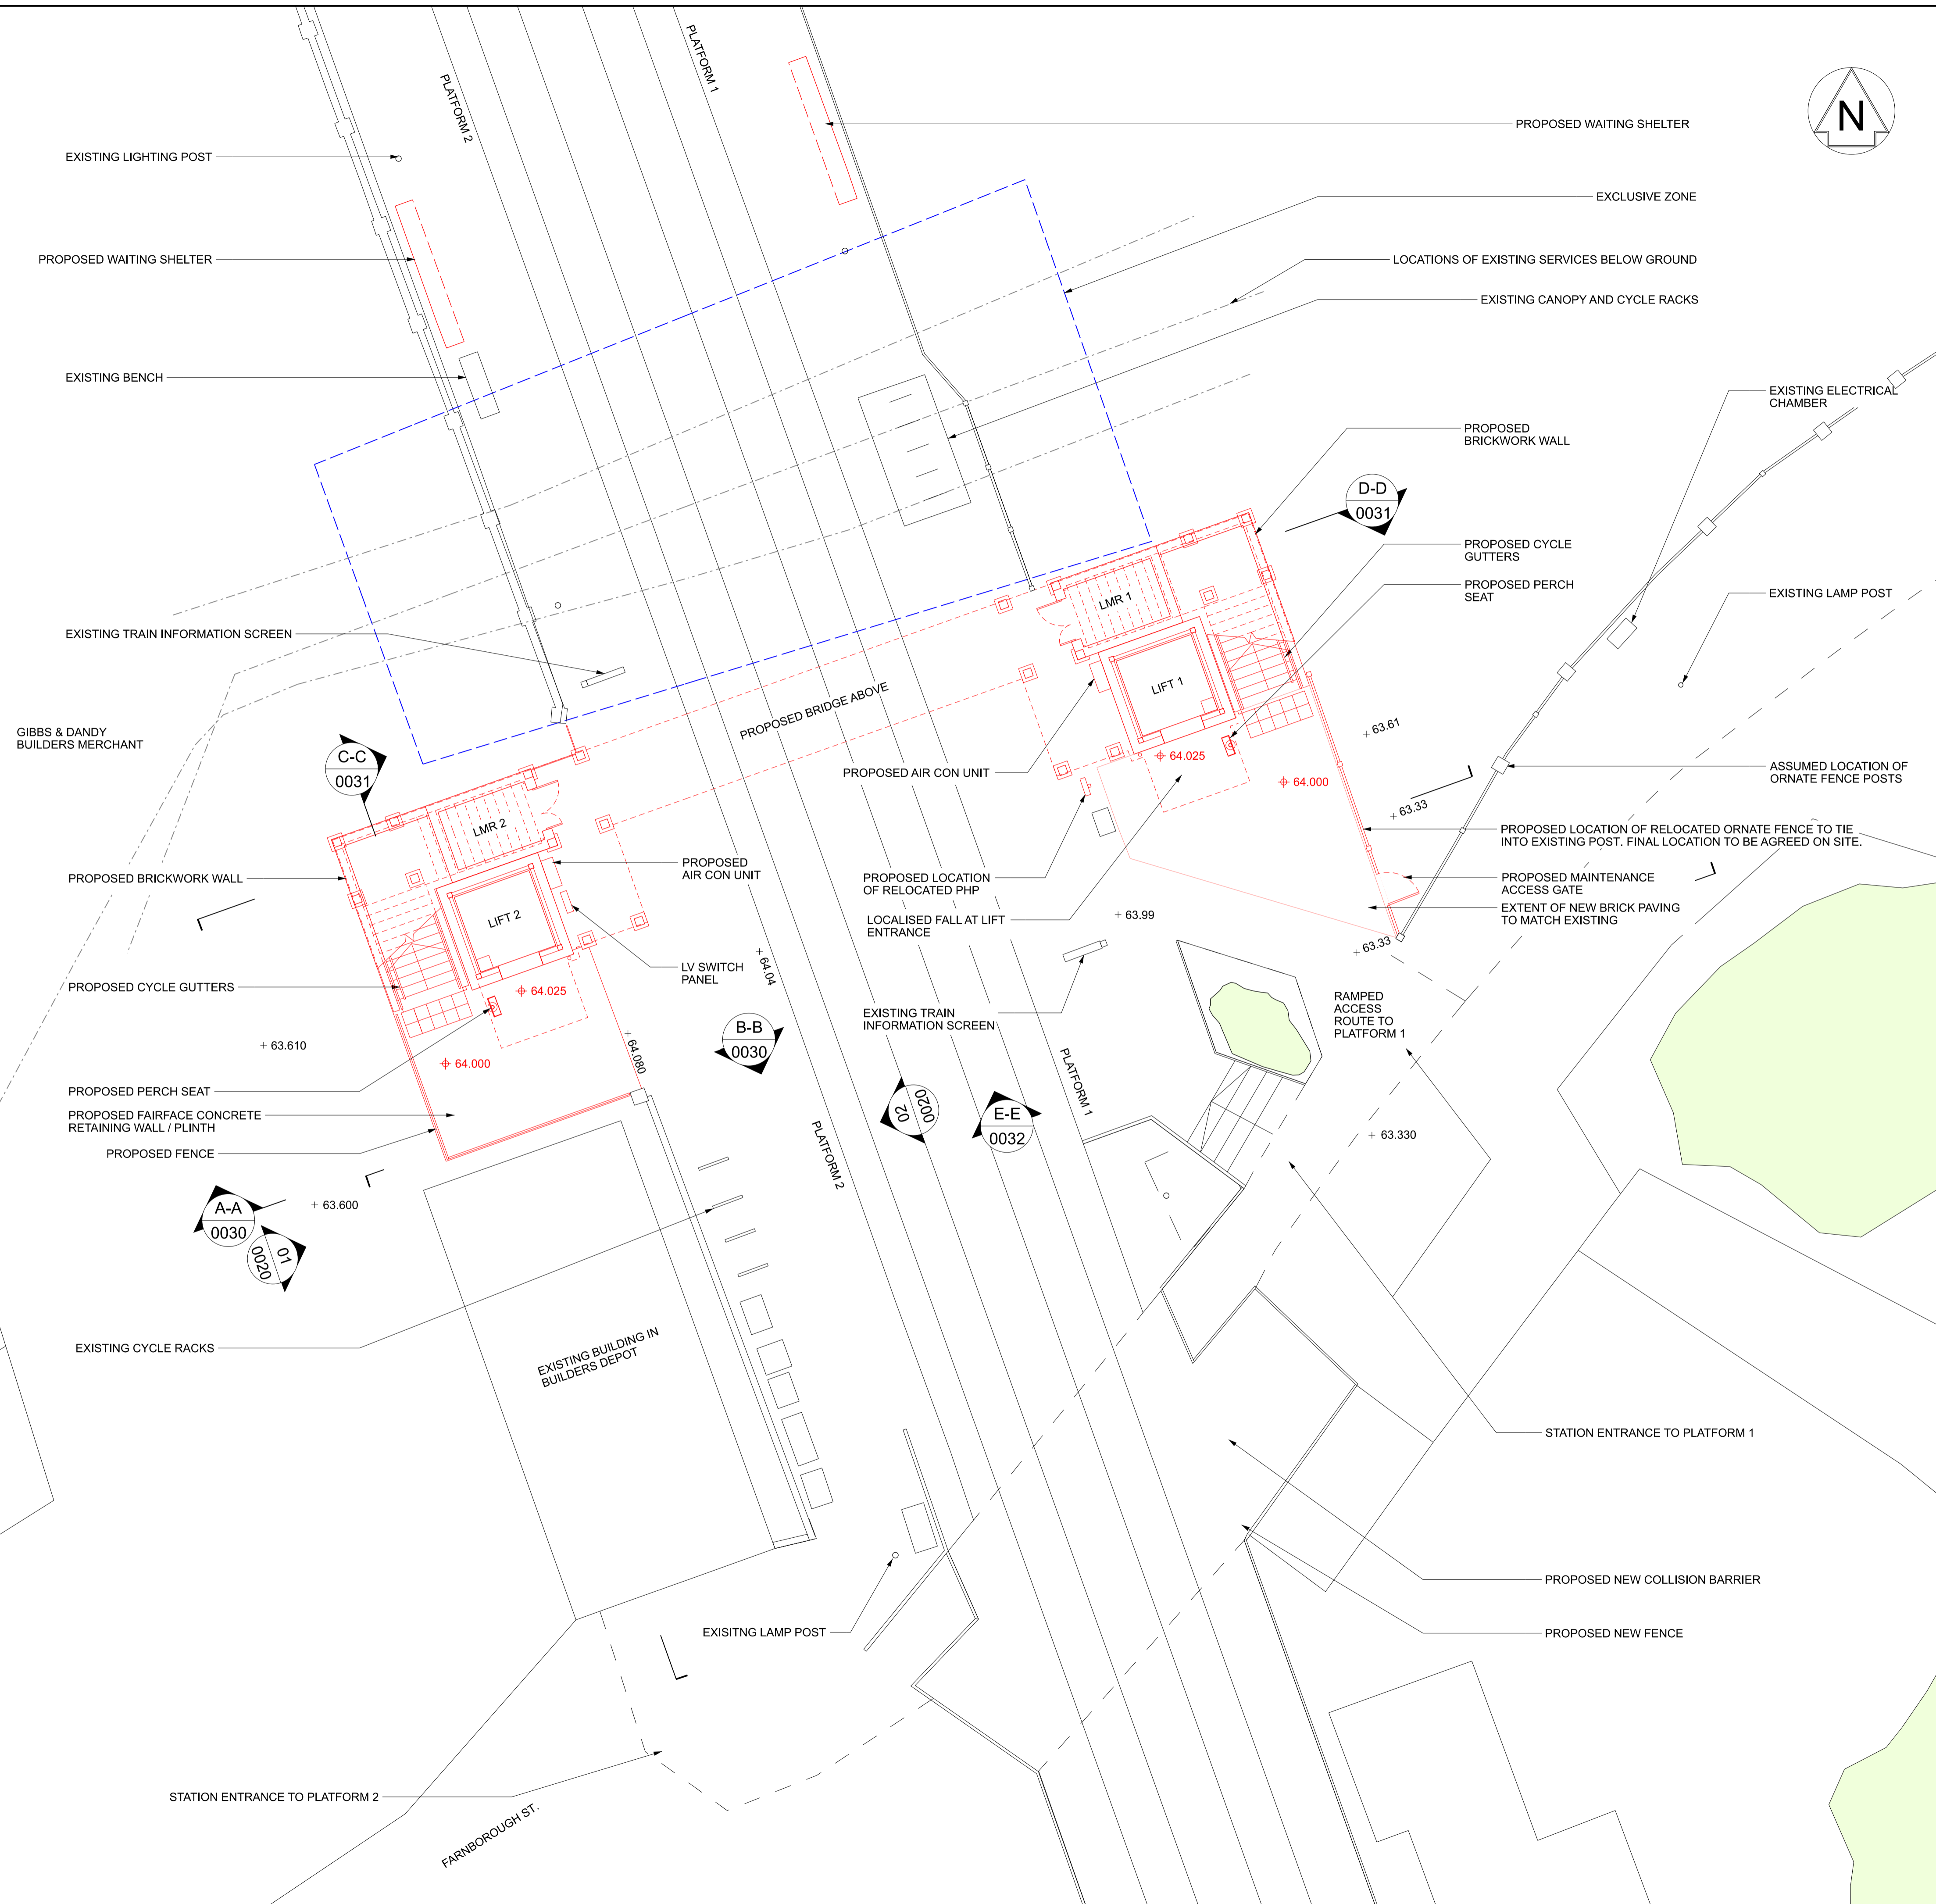 PLATFORM 2
PLATFORM 1
N
PROPOSED WAITING SHELTER
EXISTING LIGHTING POST
EXCLUSIVE ZONE
PROPOSED WAITING SHELTER
LOCATIONS OF EXISTING SERVICES BELOW GROUND
EXISTING CANOPY AND CYCLE RACKS
EXISTING BENCH
EXISTING ELECTRICAL
CHAMBER
PROPOSED
BRICKWORK WALL
D-D
0031
PROPOSED CYCLE
GUTTERS
PROPOSED PERCH
SEAT
EXISTING LAMP POST
LMR 1
EXISTING TRAIN INFORMATION SCREEN
LIFT 1
PROPOSED BRIDGE ABOVE
GIBBS & DANDY
BUILDERS MERCHANT
63.61
C-C
0031
64.025
PROPOSED AIR CON UNIT
64.000
ASSUMED LOCATION OF
ORNATE FENCE POSTS
63.33
LMR 2
PROPOSED LOCATION OF RELOCATED ORNATE FENCE TO TIE
INTO EXISTING POST. FINAL LOCATION TO BE AGREED ON SITE.
PROPOSED
AIR CON UNIT
PROPOSED BRICKWORK WALL
PROPOSED LOCATION
OF RELOCATED PHP
PROPOSED MAINTENANCE
ACCESS GATE
LIFT 2
LOCALISED FALL AT LIFT
ENTRANCE
63.99
EXTENT OF NEW BRICK PAVING
TO MATCH EXISTING
63.33
64.04
LV SWITCH
PANEL
PROPOSED CYCLE GUTTERS
64.025
EXISTING TRAIN
INFORMATION SCREEN
RAMPED
ACCESS
ROUTE TO
PLATFORM 1
B-B
0030
63.610
64.000
64.080
PLATFORM 1
PROPOSED PERCH SEAT
PROPOSED FAIRFACE CONCRETE
RETAINING WALL / PLINTH
02
0020
E-E
0032
63.330
PROPOSED FENCE
PLATFORM 2
A-A
0030
63.600
01
0020
EXISTING CYCLE RACKS
EXISTING BUILDING IN
BUILDERS DEPOT
STATION ENTRANCE TO PLATFORM 1
PROPOSED NEW COLLISION BARRIER
EXISITNG LAMP POST
PROPOSED NEW FENCE
STATION ENTRANCE TO PLATFORM 2
FARNBOROUGH ST.